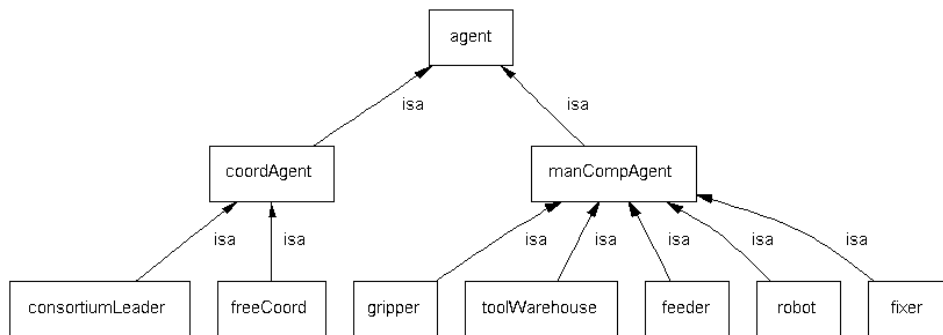 agent
isa
isa
coordAgent
manCompAgent
isa
isa
isa
isa
isa
isa
isa
consortiumLeader
freeCoord
gripper
toolWarehouse
feeder
robot
fixer